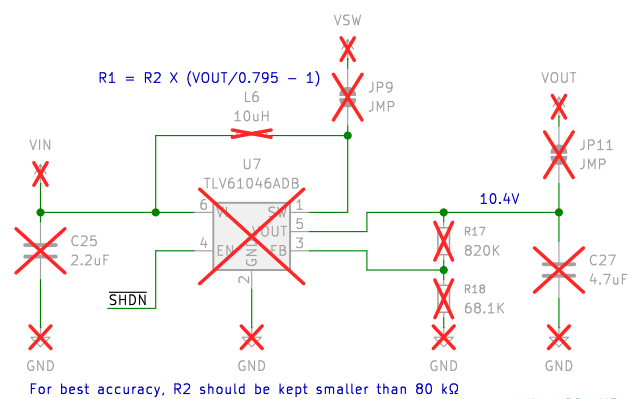 VSW
R1 = R2 X (VOUT/0.795 - 1)
JP9
JMP
VOUT
L6
10uH
JP11
JMP
VIN
U7
TLV61046ADB
6 VI SW 1
10.4V
VOUT 5
C25
2.2uF
4 EN GND FB 3
R17
820K
C27
4.7uF
2
SHDN
R18
68.1K
GND
GND
GND
GND
For best accuracy, R2 should be kept smaller than 80 kΩ